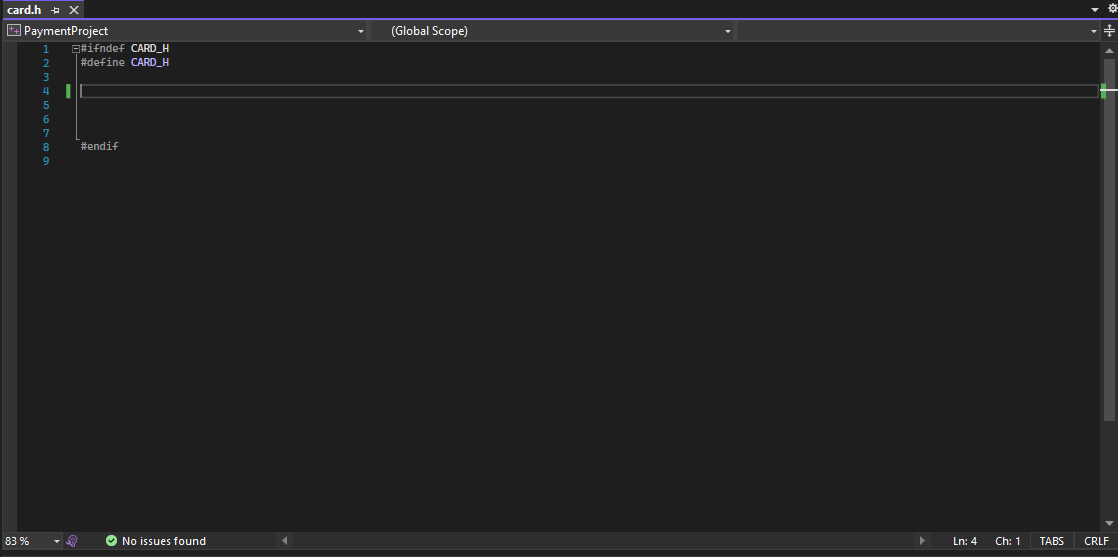 card.h
PaymentProject
(Global Scope)
1 #ifndef CARD_H
2 #define CARD_H
3
4
5
6
7
8 #endif
9
83 % No issues found Ln: 4 Ch: 1 TABS CRLF